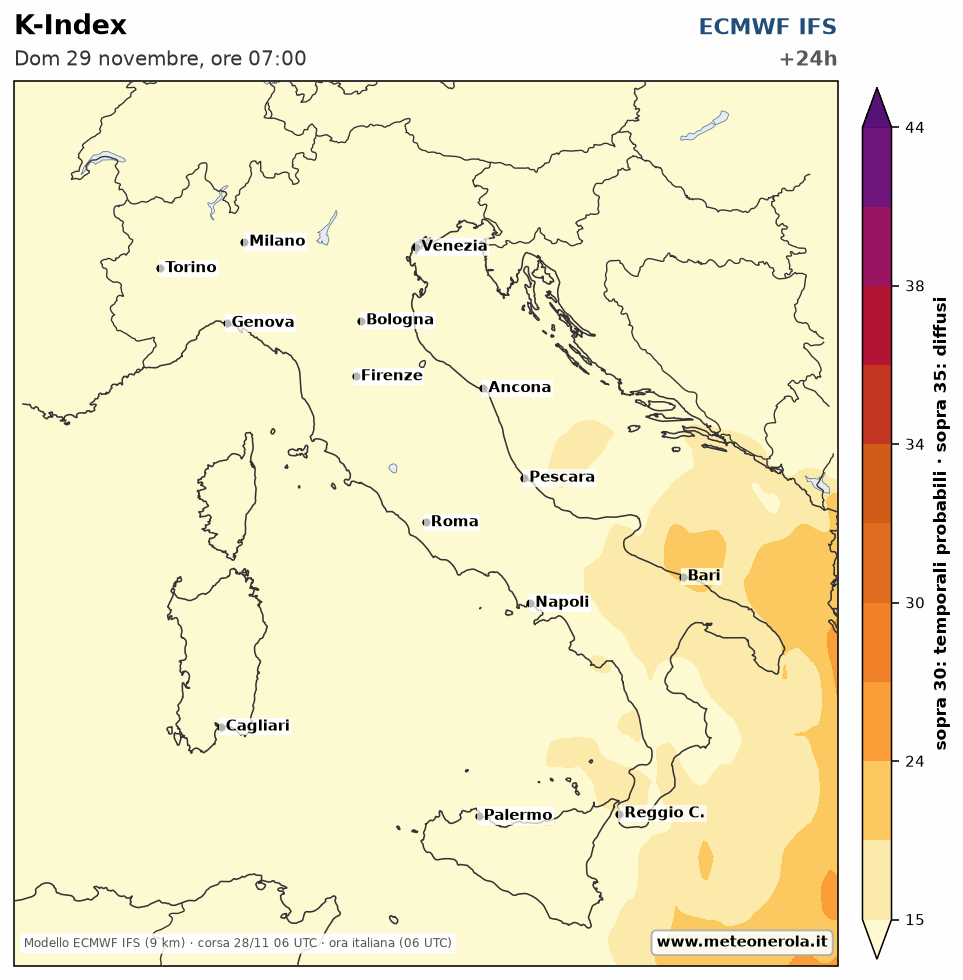 K-Index
ECMWF IFS
Dom 29 novembre, ore 07:00
+24h
44
38
34
30
24
15
sopra 30: temporali probabili · sopra 35: diffusi
Milano
Venezia
Torino
Genova
Bologna
Firenze
Ancona
Pescara
Roma
Bari
Napoli
Cagliari
Palermo
Reggio C.
Modello ECMWF IFS (9 km) · corsa 28/11 06 UTC · ora italiana (06 UTC)
www.meteonerola.it